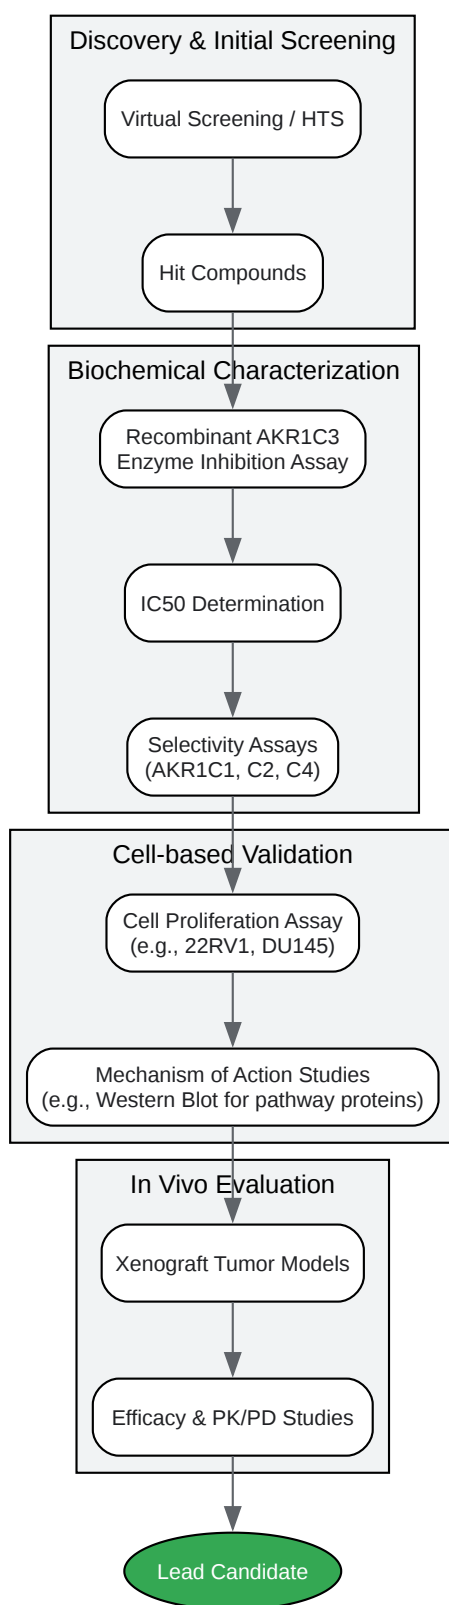 Discovery & Initial Screening
Virtual Screening / HTS
Hit Compounds
Biochemical Characterization
Recombinant AKR1C3
Enzyme Inhibition Assay
IC50 Determination
Selectivity Assays
(AKR1C1, C2, C4)
Cell-based Validation
Cell Proliferation Assay
(e.g., 22RV1, DU145)
Mechanism of Action Studies
(e.g., Western Blot for pathway proteins)
In Vivo Evaluation
Xenograft Tumor Models
Efficacy & PK/PD Studies
Lead Candidate